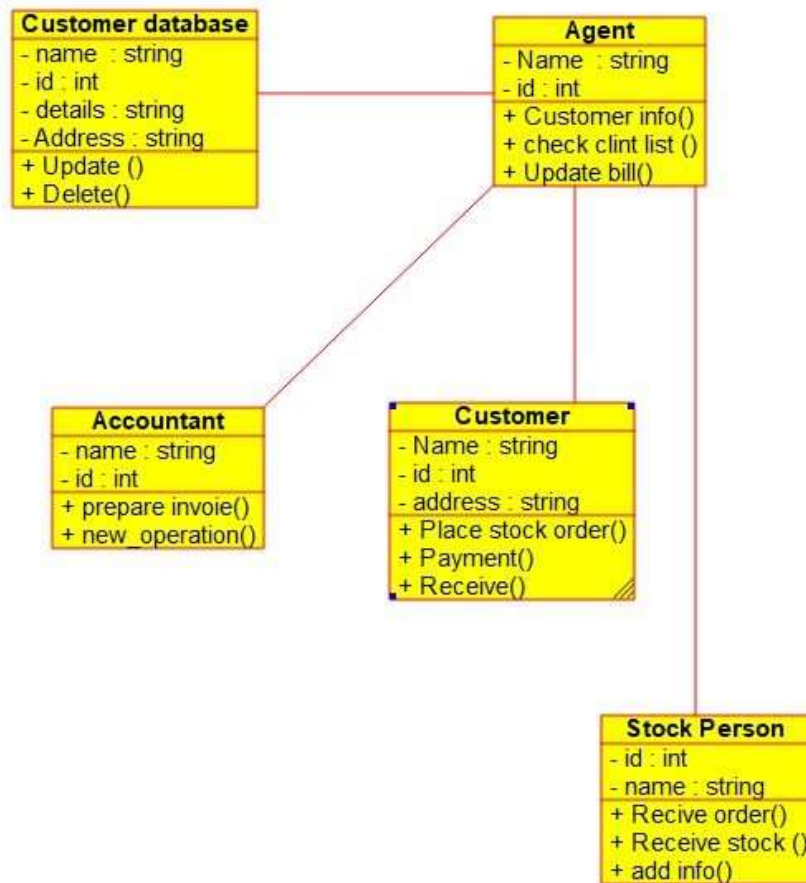 Customer database
- name : string
- id : int
- details : string
- Address : string
+ Update ()
+ Delete()
Agent
- Name : string
- id : int
+ Customer info()
+ check clint list ()
+ Update bill()
Accountant
- name : string
- id : int
+ prepare invoie()
+ new_operation()
Customer
- Name : string
- id : int
- address : string
+ Place stock order()
+ Payment()
+ Receive()
Stock Person
- id : int
- name : string
+ Recive order()
+ Receive stock ()
+ add info()